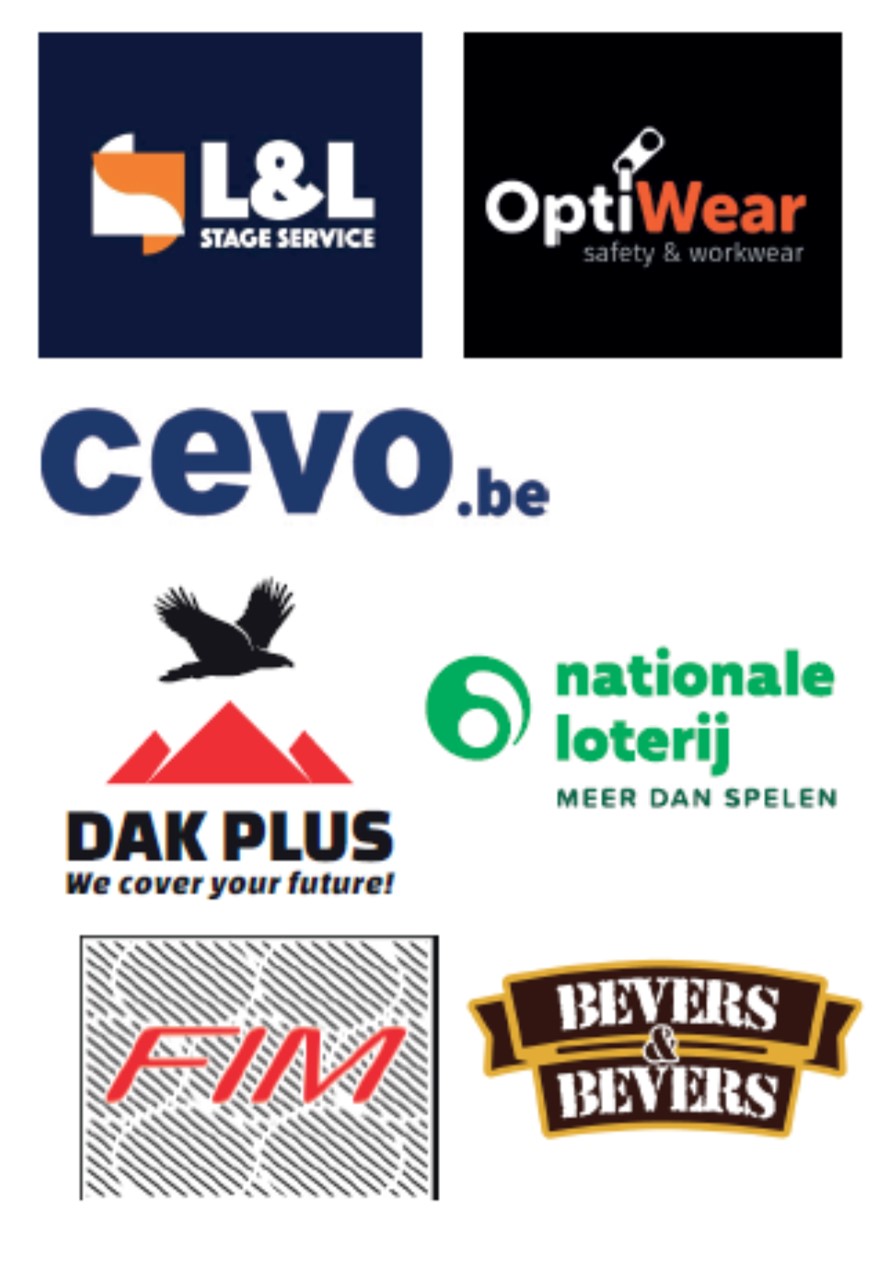 L&L
STAGE SERVICE
OptiWear
safety & workwear
cevo.be
nationale
loterij
MEER DAN SPELEN
DAK PLUS
We cover your future!
FIM
BEVERS
&
BEVERS